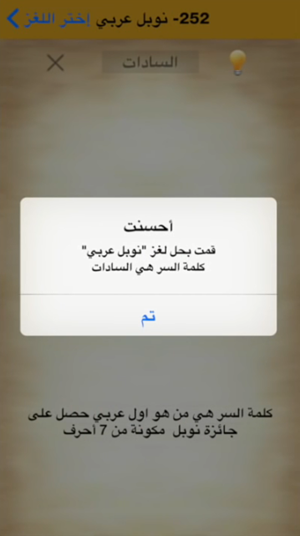 252- نوبل عربي إختر اللغز
السادات
أحسنت
قمت بحل لغز "نوبل عربي"
كلمة السر هي السادات
تم
كلمة السر هي من هو اول عربي حصل على
جائزة نوبل مكونة من 7 أحرف